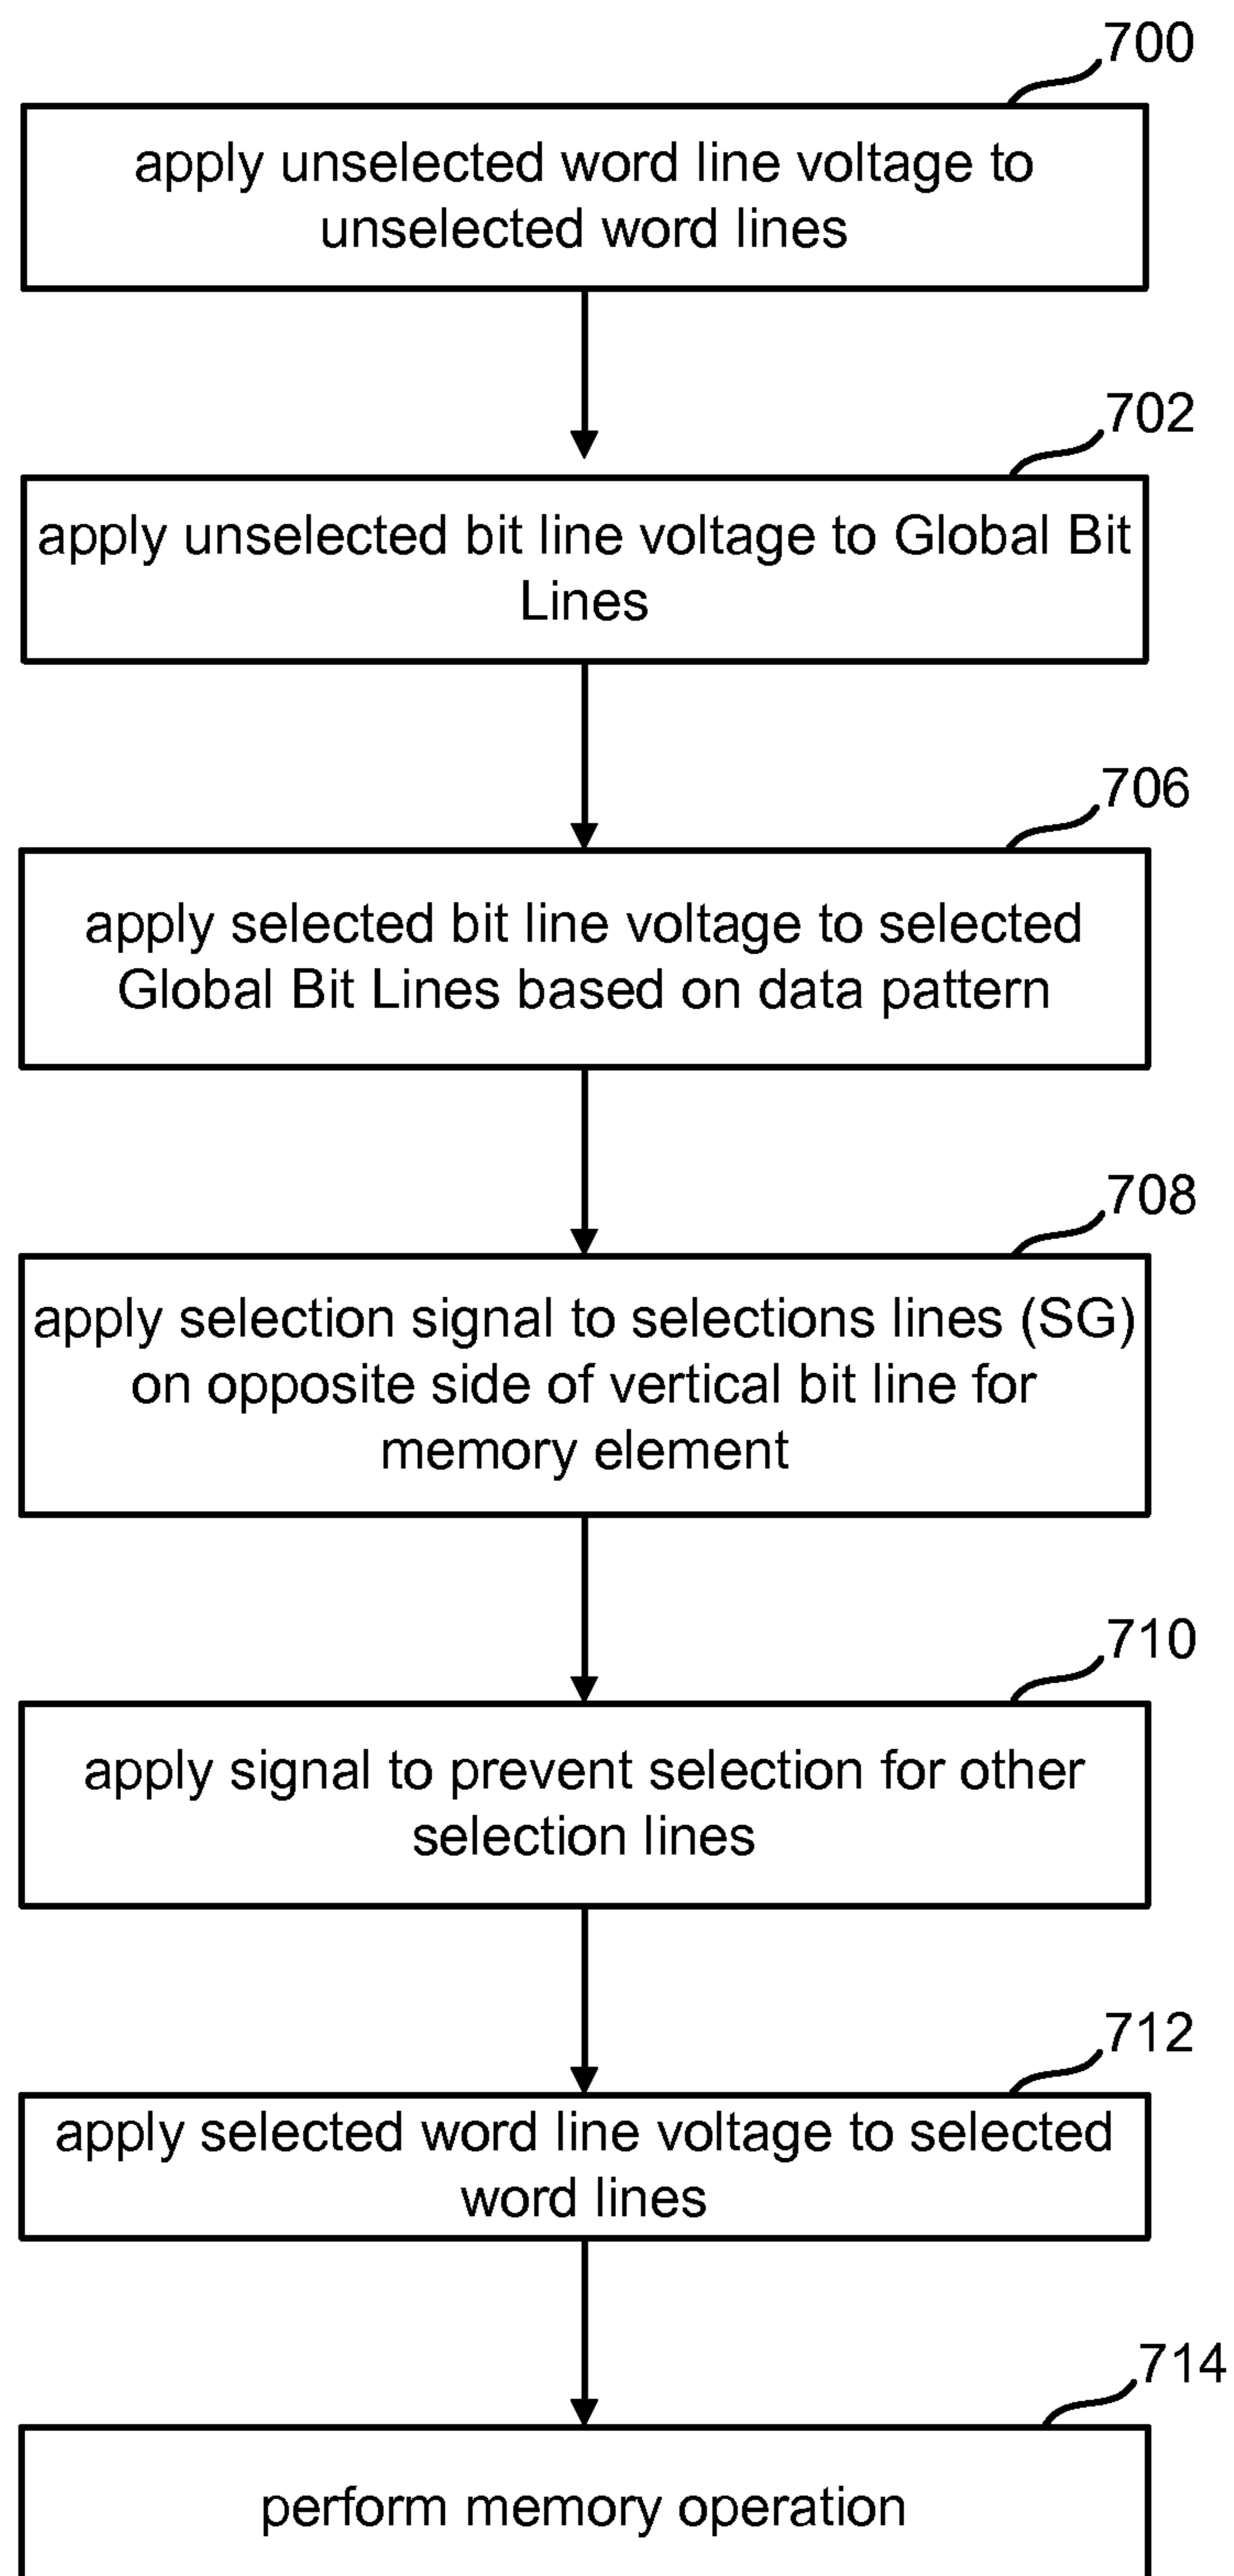 700
apply unselected word line voltage to
unselected word lines
702
apply unselected bit line voltage to Global Bit
Lines
706
apply selected bit line voltage to selected
Global Bit Lines based on data pattern
708
apply selection signal to selections lines (SG)
on opposite side of vertical bit line for
memory element
710
apply signal to prevent selection for other
selection lines
712
apply selected word line voltage to selected
word lines
714
perform memory operation